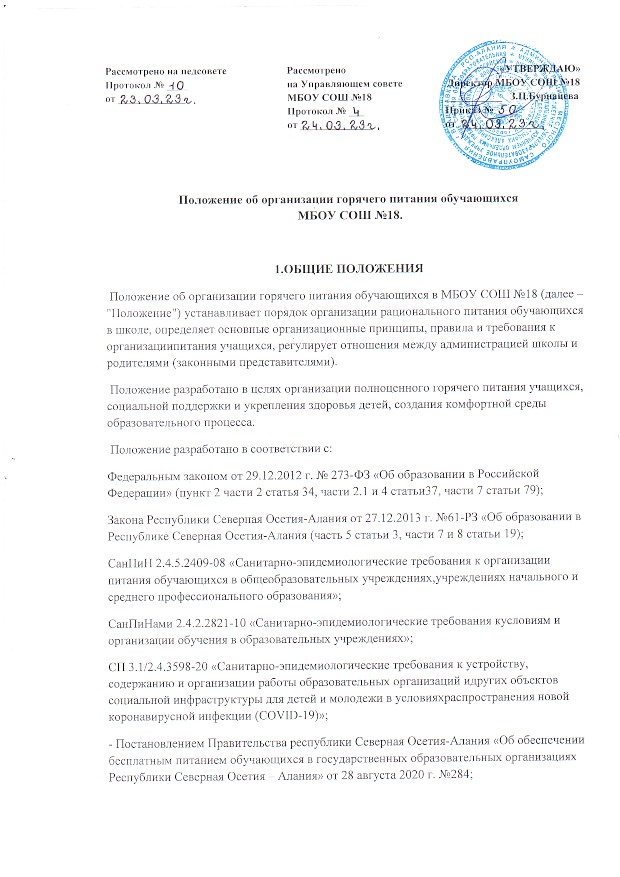 Рассмотрено на педсовете
Протокол № 10
от 23.03.23г.
Рассмотрено
на Управляющем совете
МБОУ СОШ №18
Протокол № 4
от 24.03.23г.
«УТВЕРЖДАЮ»
Директор МБОУ СОШ №18
Приказ № 50
от 24.03.23г.
Положение об организации горячего питания обучающихся
МБОУ СОШ №18.
1.ОБЩИЕ ПОЛОЖЕНИЯ
Положение об организации горячего питания обучающихся в МБОУ СОШ №18 (далее –
"Положение") устанавливает порядок организации рационального питания обучающихся
в школе, определяет основные организационные принципы, правила и требования к
организациипитания учащихся, регулирует отношения между администрацией школы и
родителями (законными представителями).
Положение разработано в целях организации полноценного горячего питания учащихся,
социальной поддержки и укрепления здоровья детей, создания комфортной среды
образовательного процесса.
Положение разработано в соответствии с:
Федеральным законом от 29.12.2012 г. № 273-ФЗ «Об образовании в Российской
Федерации» (пункт 2 части 2 статья 34, части 2.1 и 4 статьи37, части 7 статьи 79);
Закона Республики Северная Осетия-Алания от 27.12.2013 г. №61-РЗ «Об образовании в
Республике Северная Осетия-Алания (часть 5 статьи 3, части 7 и 8 статьи 19);
СанПиН 2.4.5.2409-08 «Санитарно-эпидемиологические требования к организации
питания обучающихся в общеобразовательных учреждениях,учреждениях начального и
среднего профессионального образования»;
СанПиНами 2.4.2.2821-10 «Санитарно-эпидемиологические требования кусловиям и
организации обучения в образовательных учреждениях»;
СП 3.1/2.4.3598-20 «Санитарно-эпидемиологические требования к устройству,
содержанию и организации работы образовательных организаций идругих объектов
социальной инфраструктуры для детей и молодежи в условияхраспространения новой
коронавирусной инфекции (COVID-19)»;
- Постановлением Правительства республики Северная Осетия-Алания «Об обеспечении
бесплатным питанием обучающихся в государственных образовательных организациях
Республики Северная Осетия – Алания» от 28 августа 2020 г. №284;